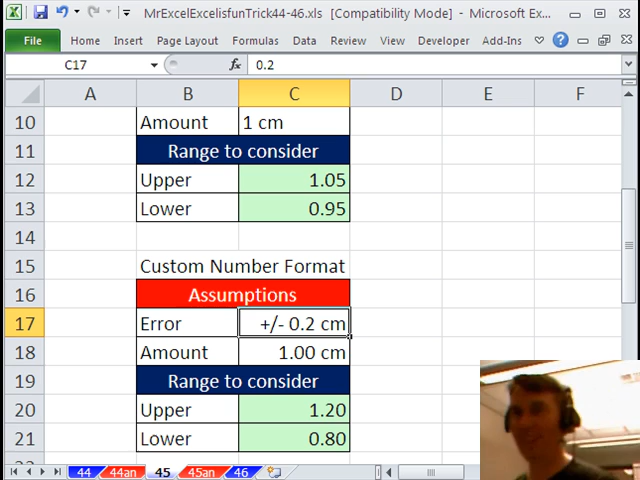 MrExcelExcelisfunTrick44-46.xls [Compatibility Mode] - Microsoft Ex...
File Home Insert Page Layout Formulas Data Review View Developer Add-Ins
C17 fx 0.2
A B C D E F
10 Amount 1 cm
11 Range to consider
12 Upper 1.05
13 Lower 0.95
14
15 Custom Number Format
16 Assumptions
17 Error +/- 0.2 cm
18 Amount 1.00 cm
19 Range to consider
20 Upper 1.20
21 Lower 0.80
44 44an 45 45an 46